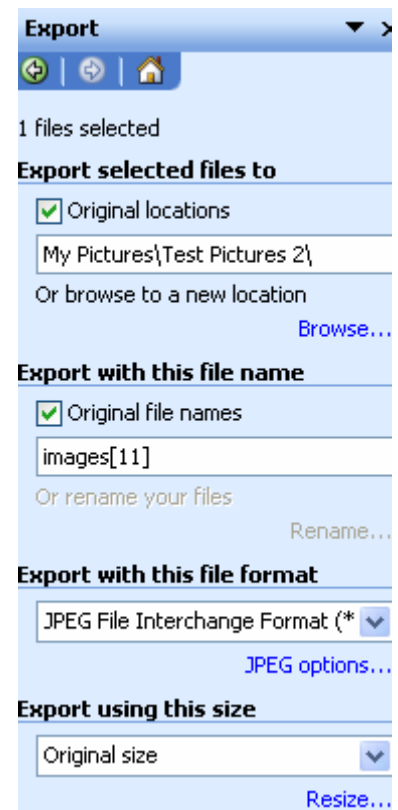 Export
1 files selected
Export selected files to
Original locations
My Pictures\Test Pictures 2\
Or browse to a new location
Browse...
Export with this file name
Original file names
images[11]
Or rename your files
Rename...
Export with this file format
JPEG File Interchange Format (*
JPEG options...
Export using this size
Original size
Resize...